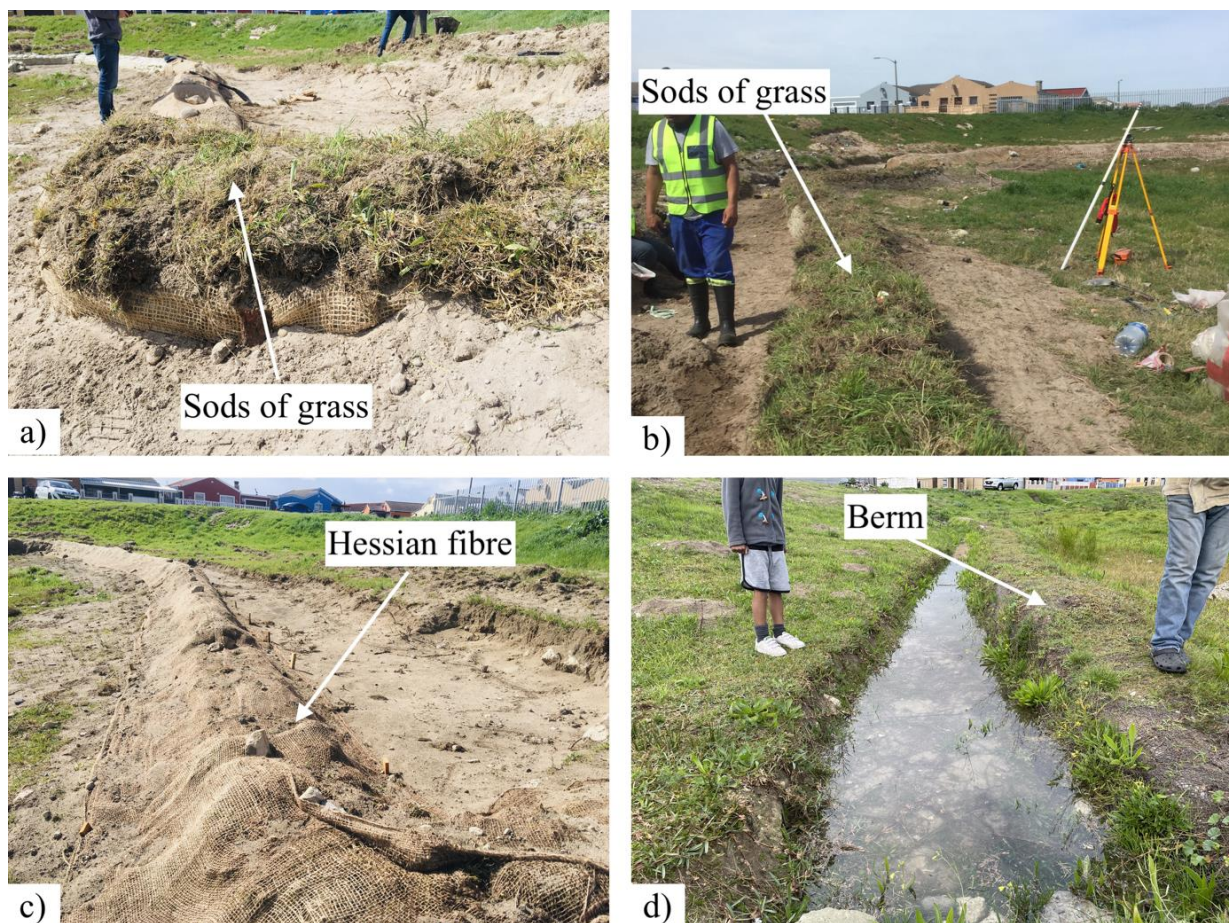 Sods of grass
a)
Sods of grass
b)
Hessian fibre
c)
Berm
d)